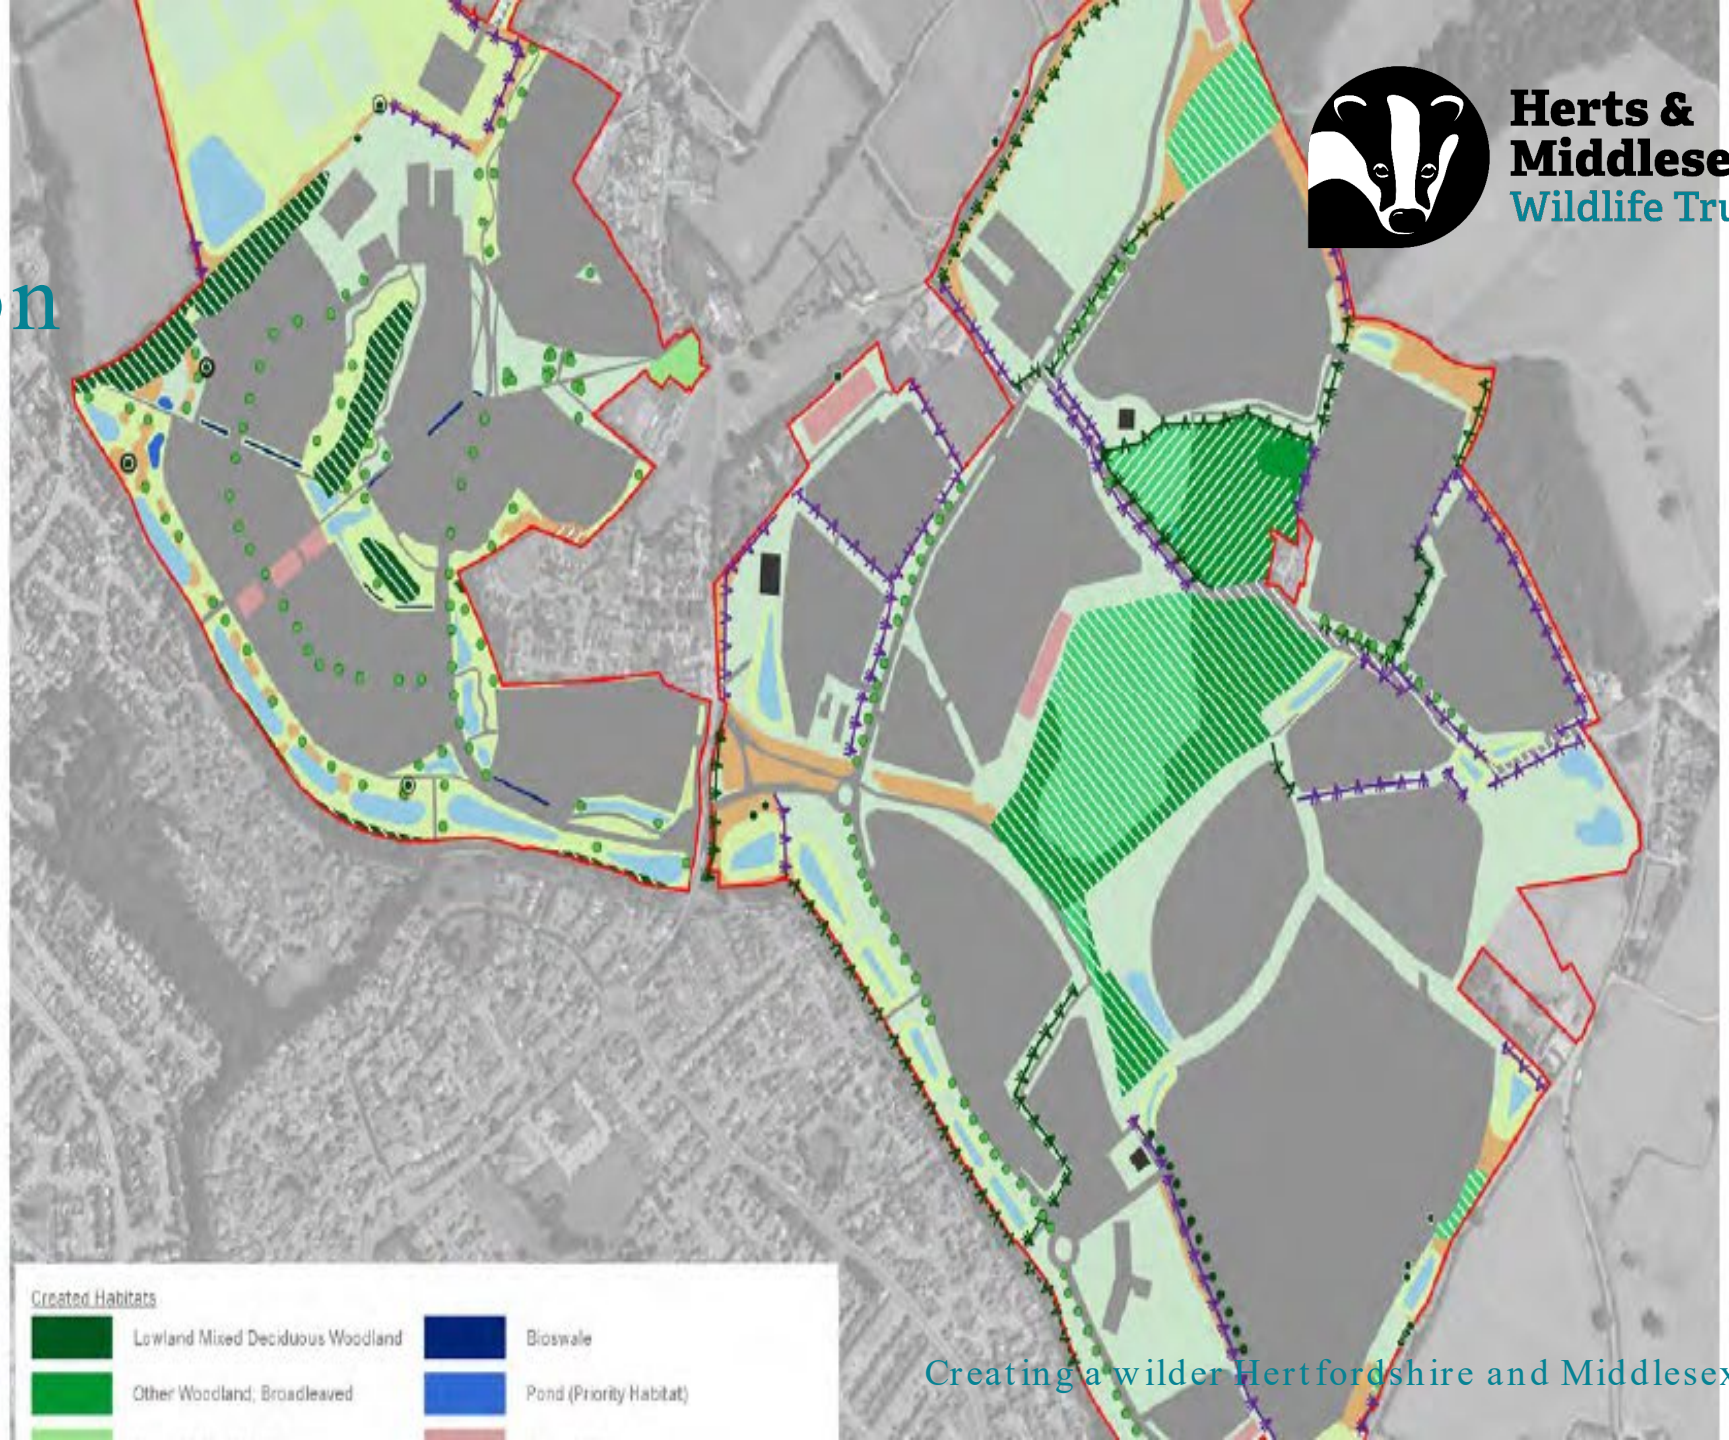 Herts &
Middlese
Wildlife Tru
on
Created Habitats
Lowland Mixed Deciduous Woodland
Bioswale
Other Woodland; Broadleaved
Pond (Priority Habitat)
Creating a wilder Hertfordshire and Middlesex